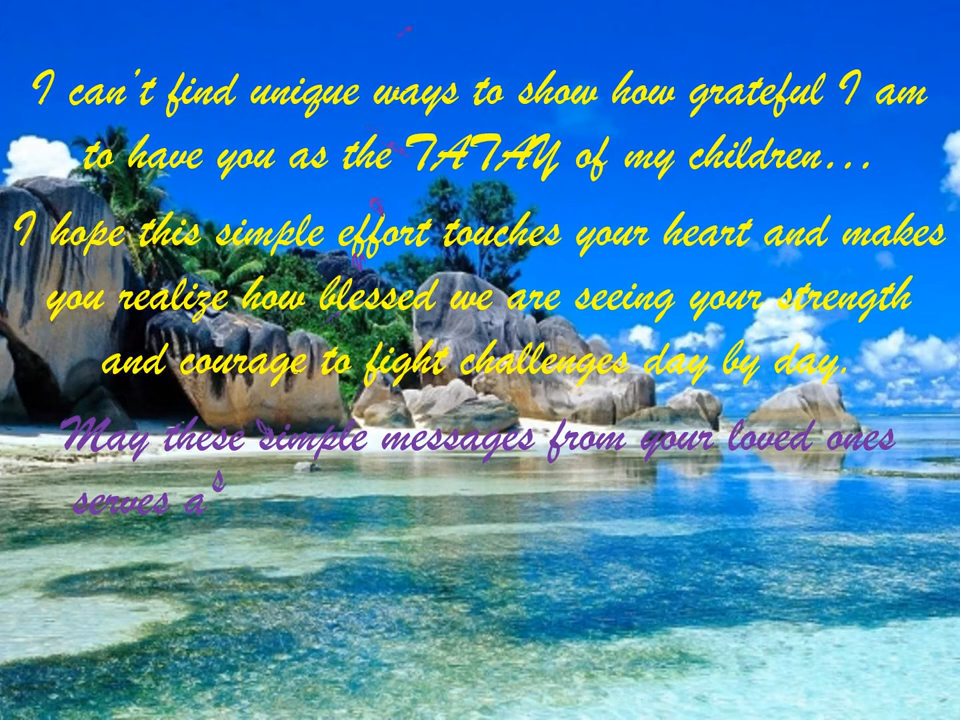 I can't find unique ways to show how grateful I am
to have you as the TATAY of my children...
I hope this simple effort touches your heart and makes
you realize how blessed we are seeing your strength
and courage to fight challenges day by day.
May these simple messages from your loved ones
serves as